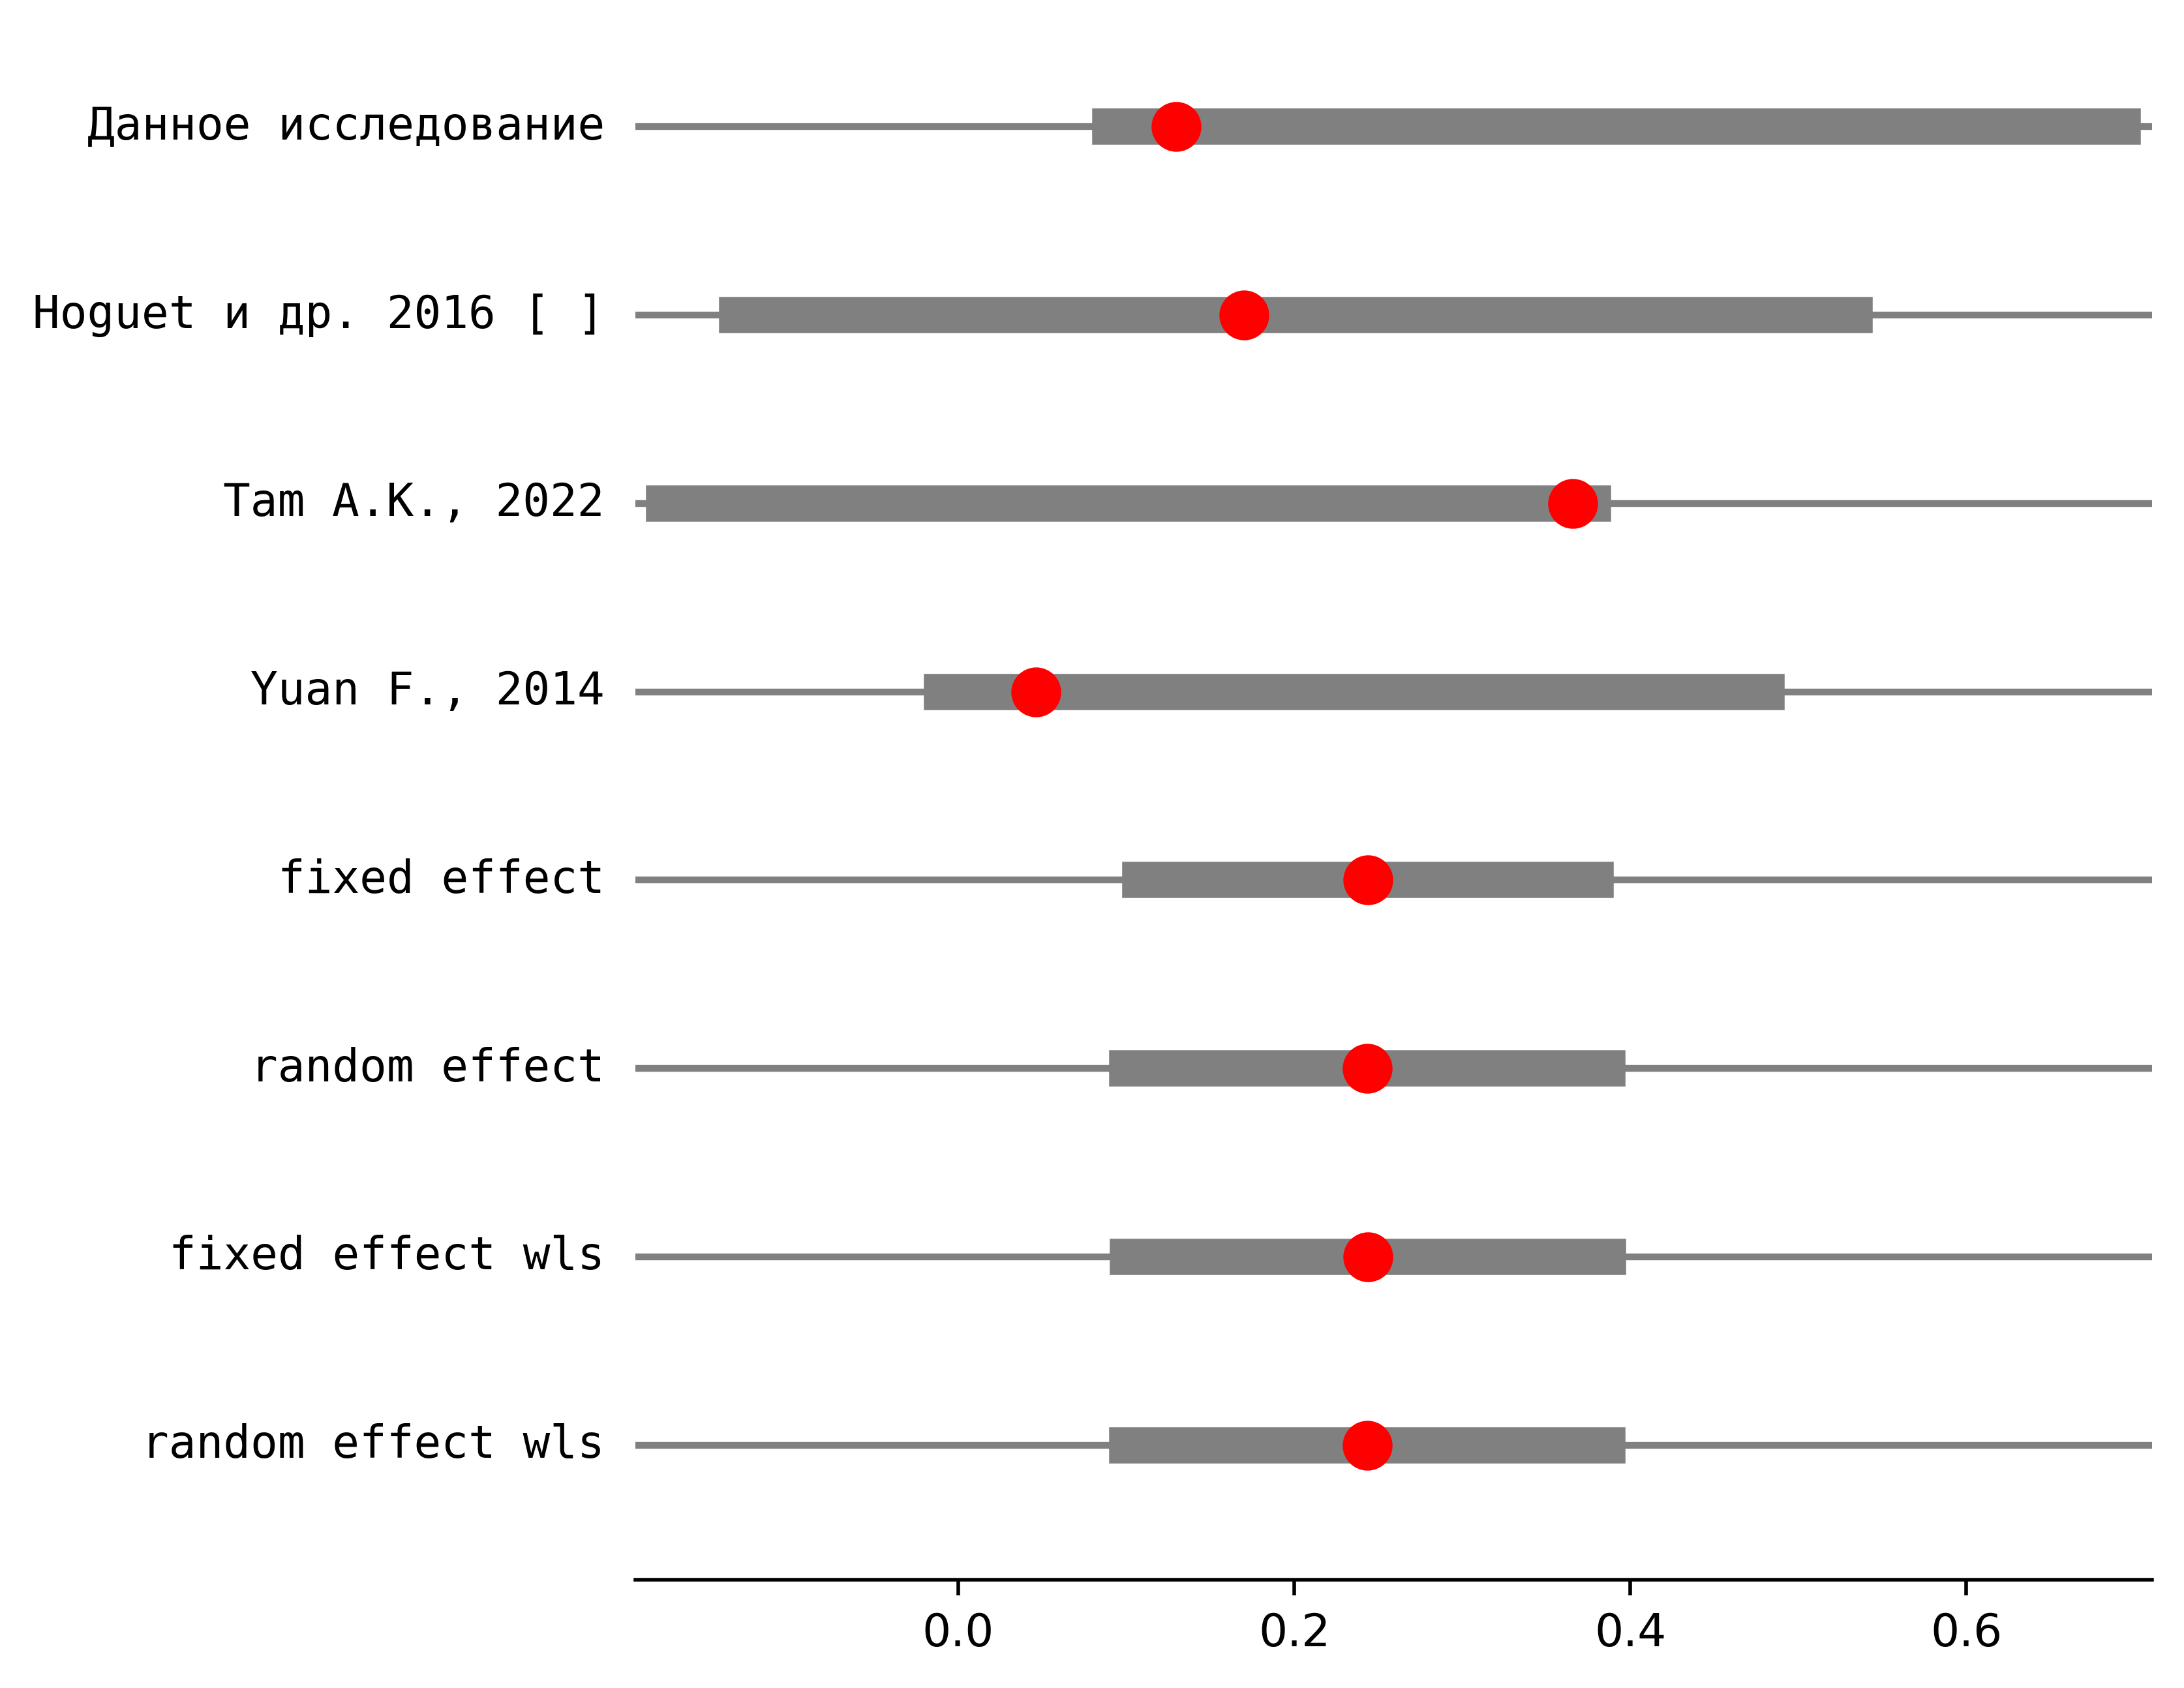 Данное исследование
Hoguet и др. 2016 [ ]
Tam A.K., 2022
Yuan F., 2014
fixed effect
random effect
fixed effect wls
random effect wls
0.0 0.2 0.4 0.6